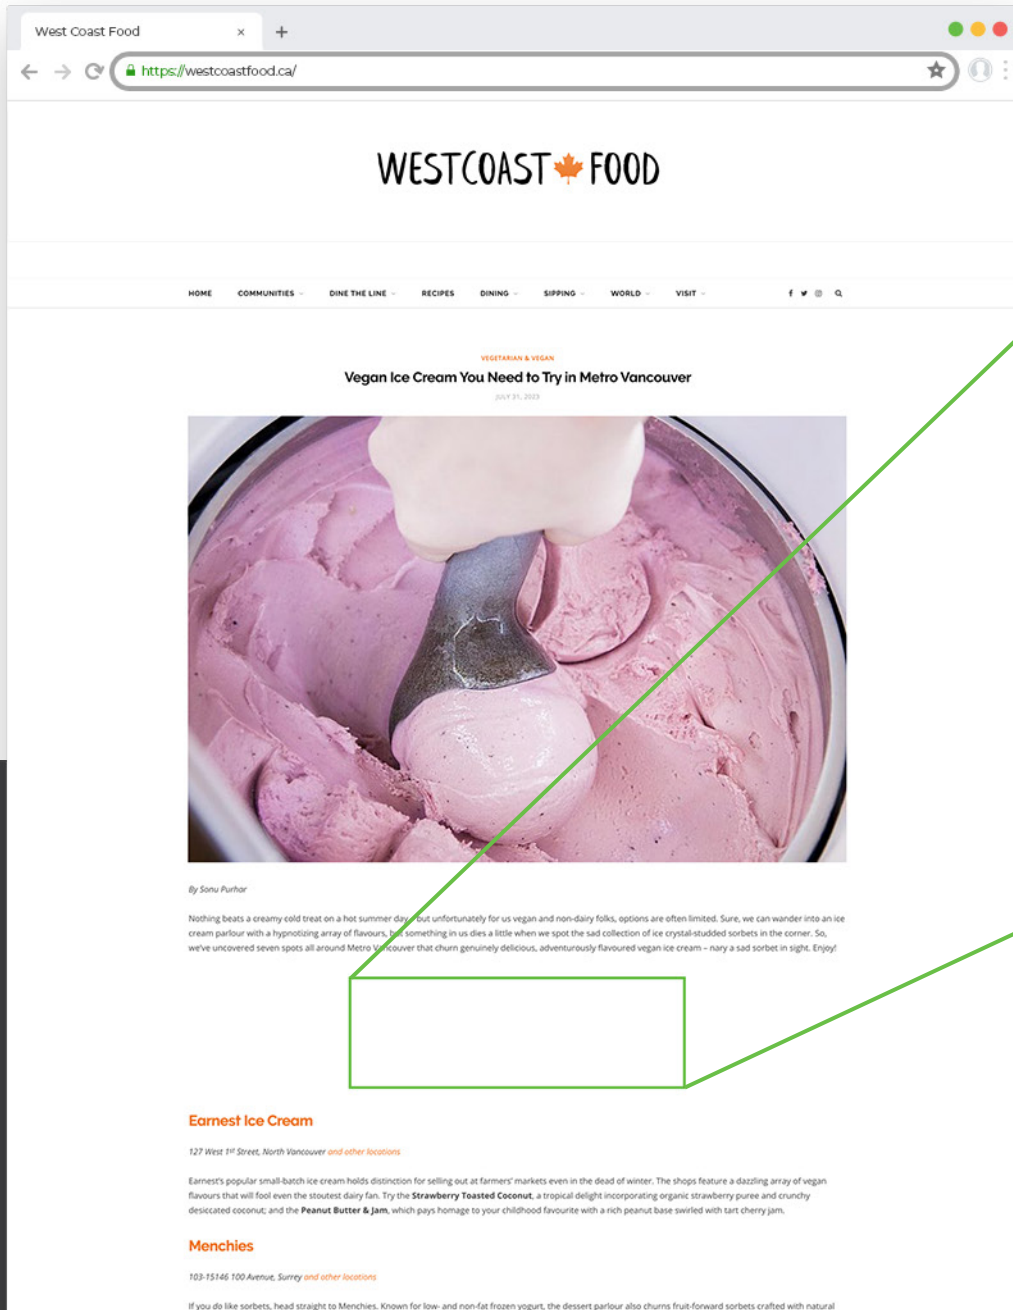 West Coast Food × +
https://westcoastfood.ca/
WESTCOAST FOOD
HOME COMMUNITIES DINE THE LINE RECIPES DINING SIPPING WORLD VISIT
VEGETARIAN & VEGAN
Vegan Ice Cream You Need to Try in Metro Vancouver
JULY 31, 2023
By Sonu Purhar
Nothing beats a creamy cold treat on a hot summer day – but unfortunately for us vegan and non-dairy folks, options are often limited. Sure, we can wander into an ice
cream parlour with a hypnotizing array of flavours, but something in us dies a little when we spot the sad collection of ice crystal-studded sorbets in the corner. So,
we've uncovered seven spots all around Metro Vancouver that churn genuinely delicious, adventurously flavoured vegan ice cream – nary a sad sorbet in sight. Enjoy!
Earnest Ice Cream
127 West 1st Street, North Vancouver and other locations
Earnest's popular small-batch ice cream holds distinction for selling out at farmers' markets even in the dead of winter. The shops feature a dazzling array of vegan
flavours that will fool even the stoutest dairy fan. Try the Strawberry Toasted Coconut, a tropical delight incorporating organic strawberry puree and crunchy
desiccated coconut; and the Peanut Butter & Jam, which pays homage to your childhood favourite with a rich peanut base swirled with tart cherry jam.
Menchies
103-15146 100 Avenue, Surrey and other locations
If you do like sorbets, head straight to Menchies. Known for low- and non-fat frozen yogurt, the dessert parlour also churns fruit-forward sorbets crafted with natural